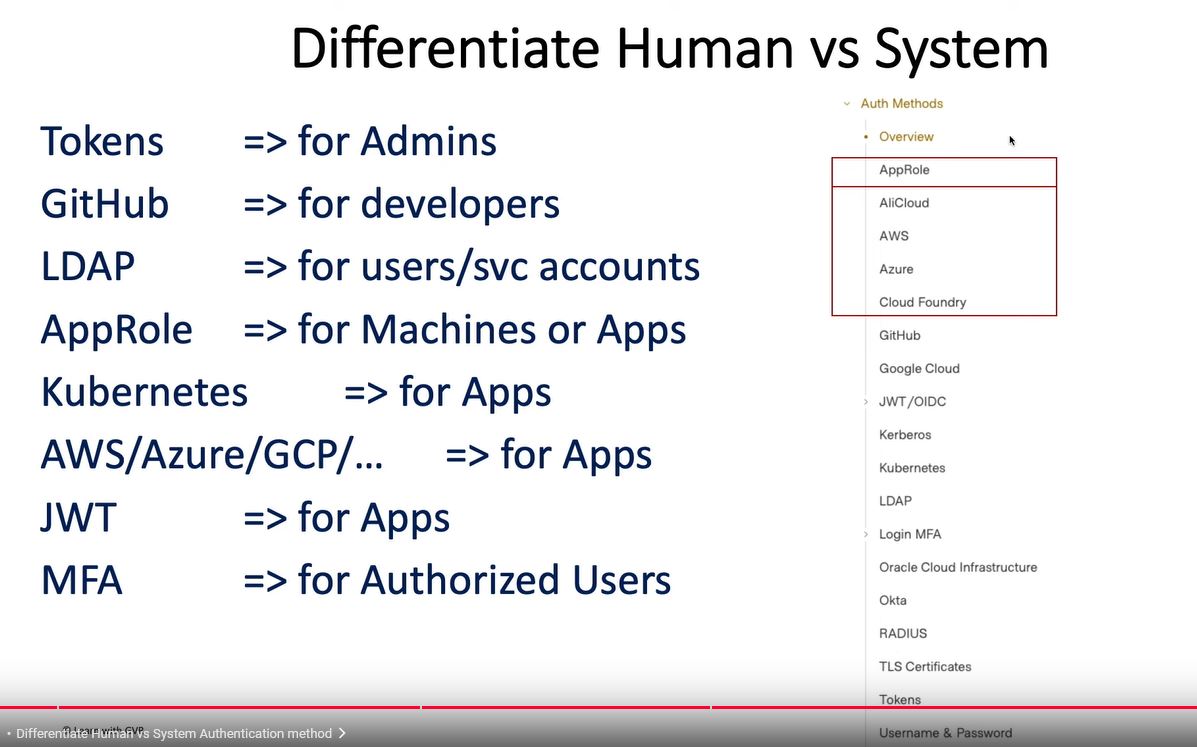 Differentiate Human vs System
Tokens => for Admins
GitHub => for developers
LDAP => for users/svc accounts
AppRole => for Machines or Apps
Kubernetes => for Apps
AWS/Azure/GCP/... => for Apps
JWT => for Apps
MFA => for Authorized Users
Auth Methods
Overview
AppRole
AliCloud
AWS
Azure
Cloud Foundry
GitHub
Google Cloud
JWT/OIDC
Kerberos
Kubernetes
LDAP
Login MFA
Oracle Cloud Infrastructure
Okta
RADIUS
TLS Certificates
Tokens
Username & Password
© Learn with GVR
• Differentiate Human vs System Authentication method